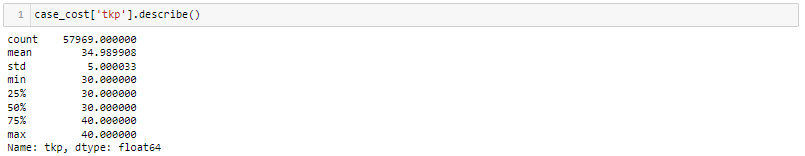 1 case_cost['tkp'].describe()
count 57969.000000
mean 34.989908
std 5.000033
min 30.000000
25% 30.000000
50% 30.000000
75% 40.000000
max 40.000000
Name: tkp, dtype: float64